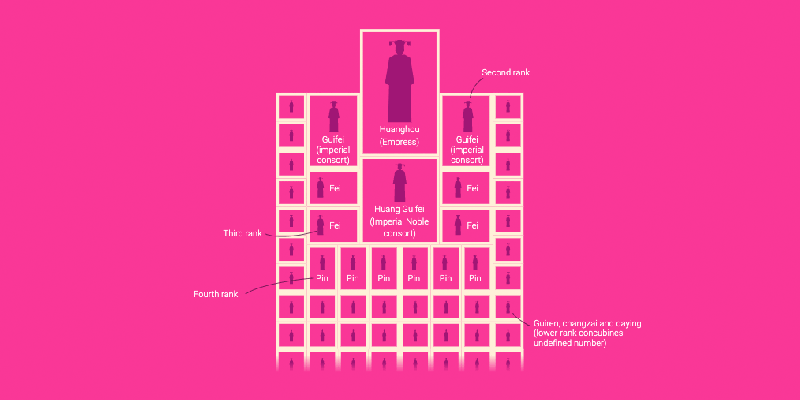 Second rank
Huanghou
(Empress)
Guifei
(imperial
consort)
Guifei
(imperial
consort)
Fei
Fei
Huang Guifei
(Imperial Noble
consort)
Fei
Fei
Third rank
Pin
Pin
Pin
Pin
Pin
Pin
Fourth rank
Guiren, changzai and daying
(lower rank concubines
undefined number)